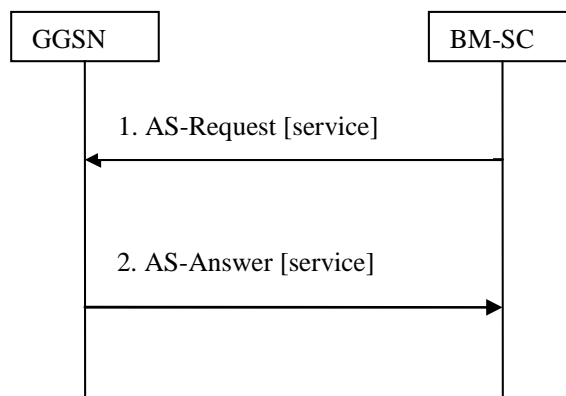 GGSN
BM-SC
1. AS-Request [service]
2. AS-Answer [service]